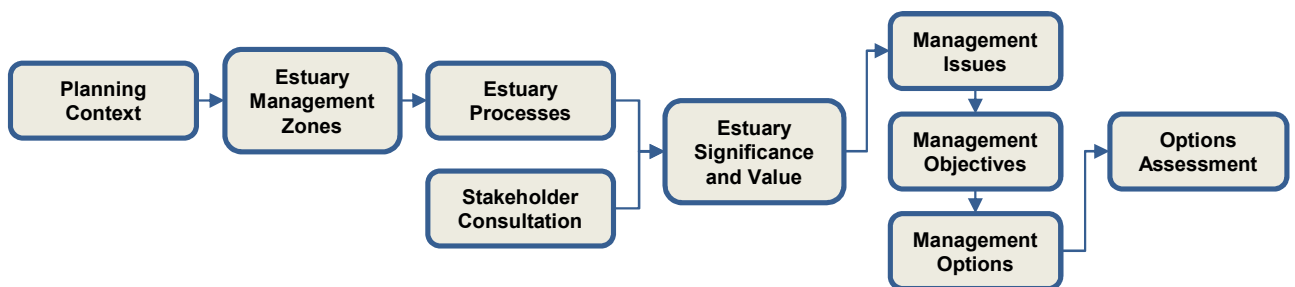 Planning
Context
Estuary
Management
Zones
Estuary
Processes
Stakeholder
Consultation
Estuary
Significance
and Value
Management
Issues
Management
Objectives
Management
Options
Options
Assessment